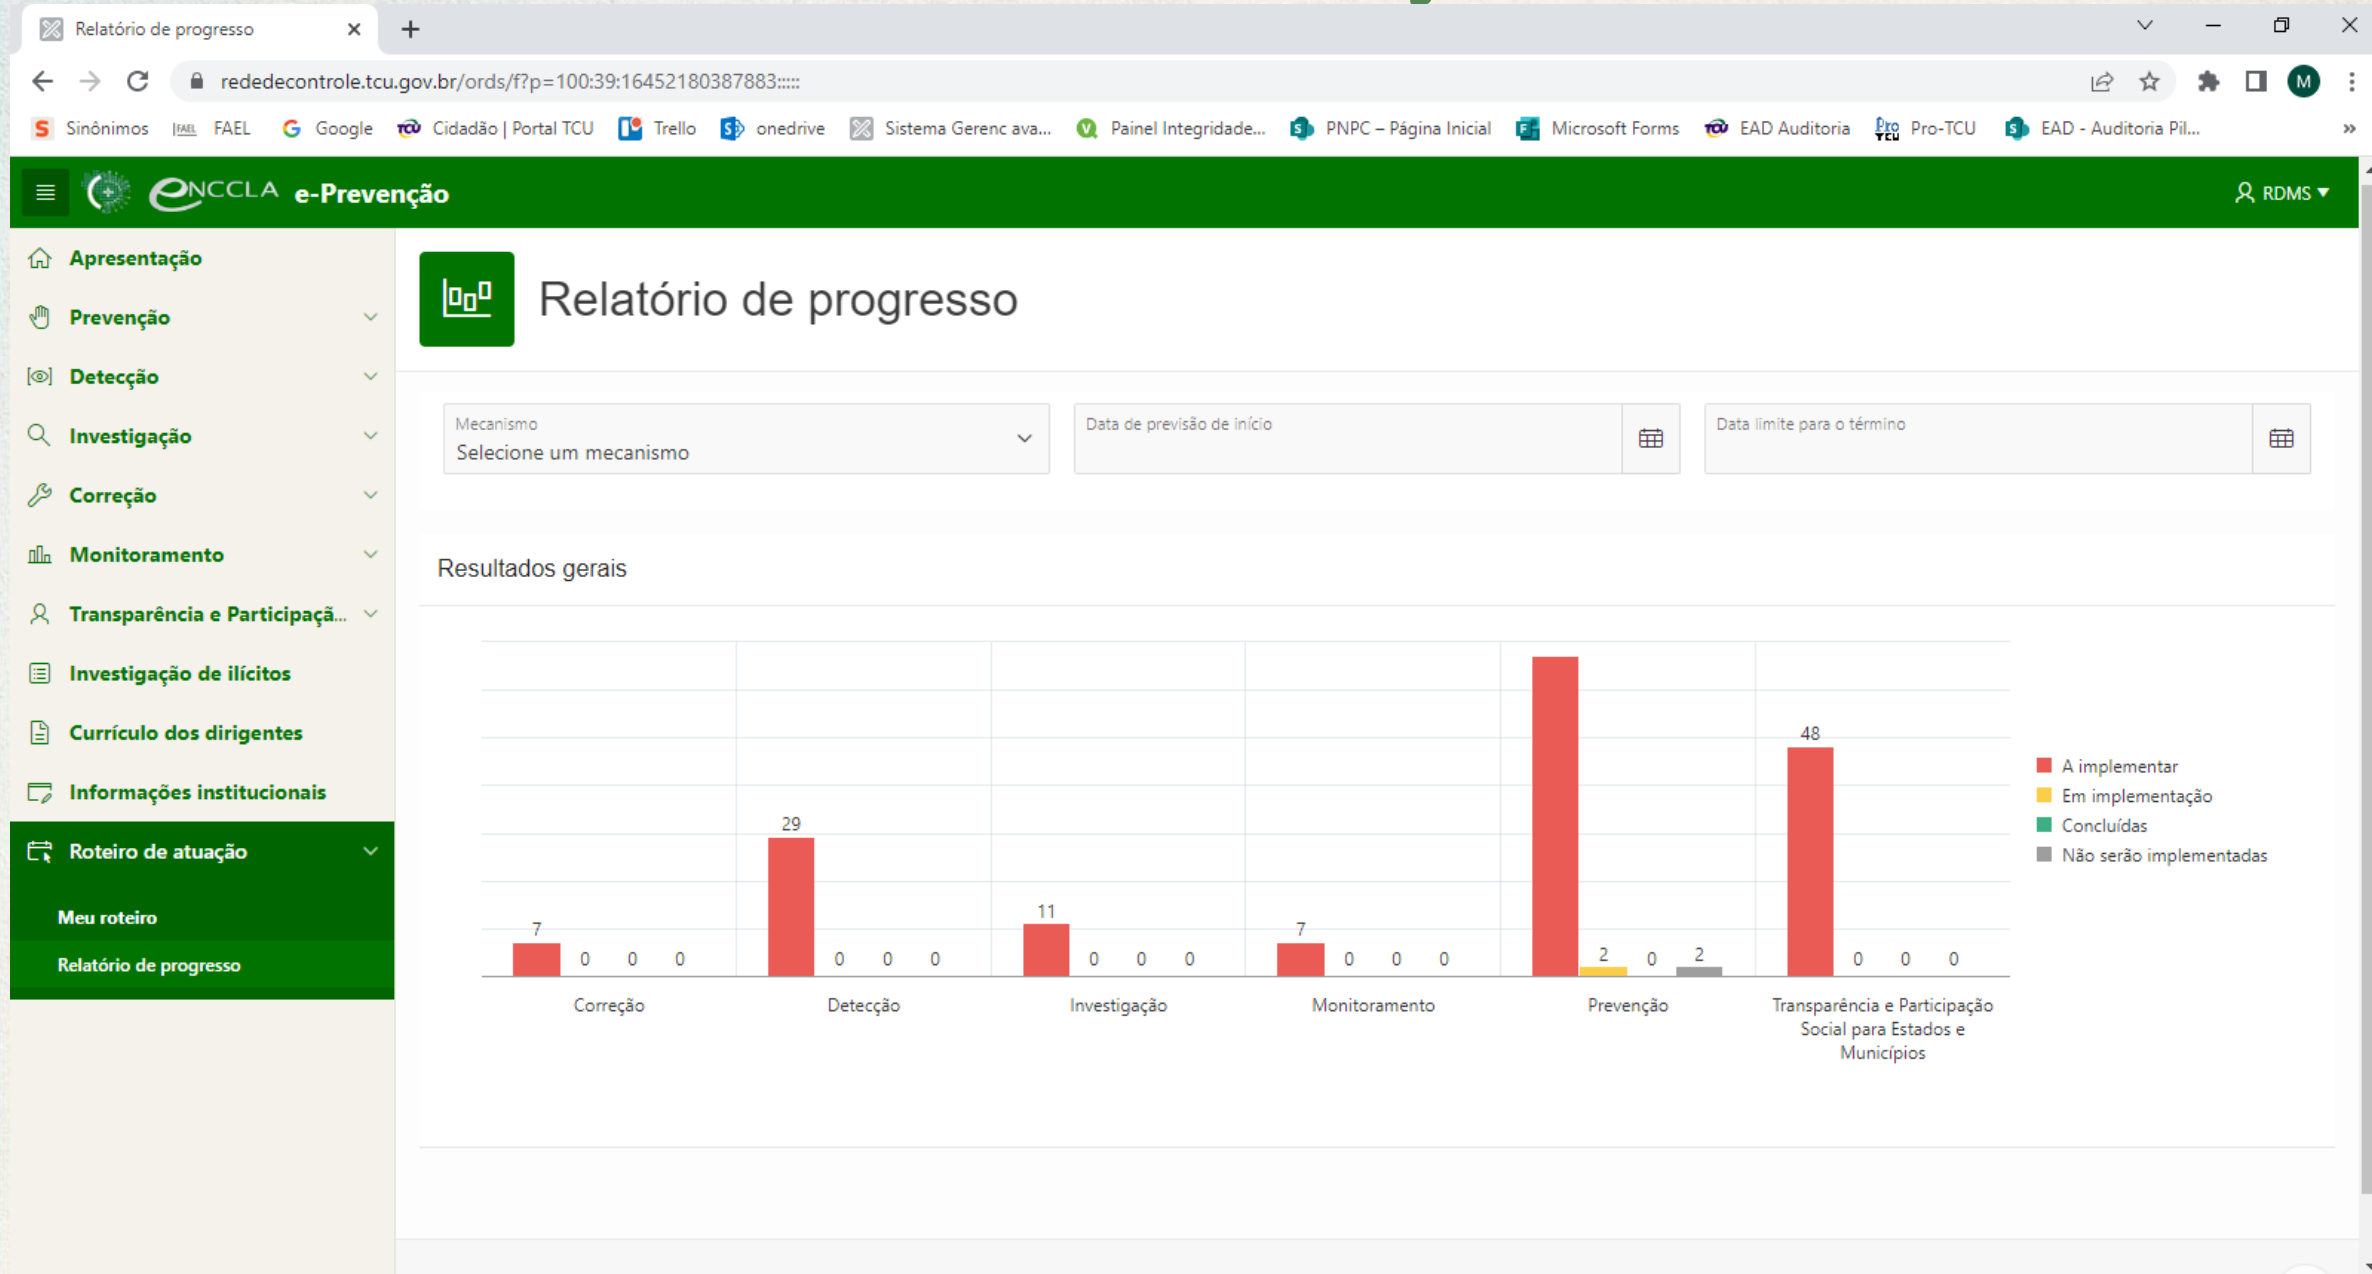 Relatório de progresso
rededecontrole.tcu.gov.br/ords/f?p=100:39:16452180387883:::::
M
S Sinônimos FAEL FAEL G Google TCU Cidadão | Portal TCU Trello onedrive Sistema Gerenc ava... Painel Integridade... PNPC – Página Inicial Microsoft Forms TCU EAD Auditoria Pro TCU Pro-TCU EAD - Auditoria Pil... »
eNCCLA e-Prevenção RDMS
Apresentação
Prevenção
Detecção
Investigação
Correção
Monitoramento
Transparência e Participaçã...
Investigação de ilícitos
Currículo dos dirigentes
Informações institucionais
Roteiro de atuação
Meu roteiro
Relatório de progresso
Relatório de progresso
Mecanismo
Selecione um mecanismo
Data de previsão de início
Data limite para o término
Resultados gerais
7 0 0 0
29 0 0 0
11 0 0 0
7 0 0 0
2 0 2
48 0 0 0
Correção
Detecção
Investigação
Monitoramento
Prevenção
Transparência e Participação
Social para Estados e
Municípios
A implementar
Em implementação
Concluídas
Não serão implementadas